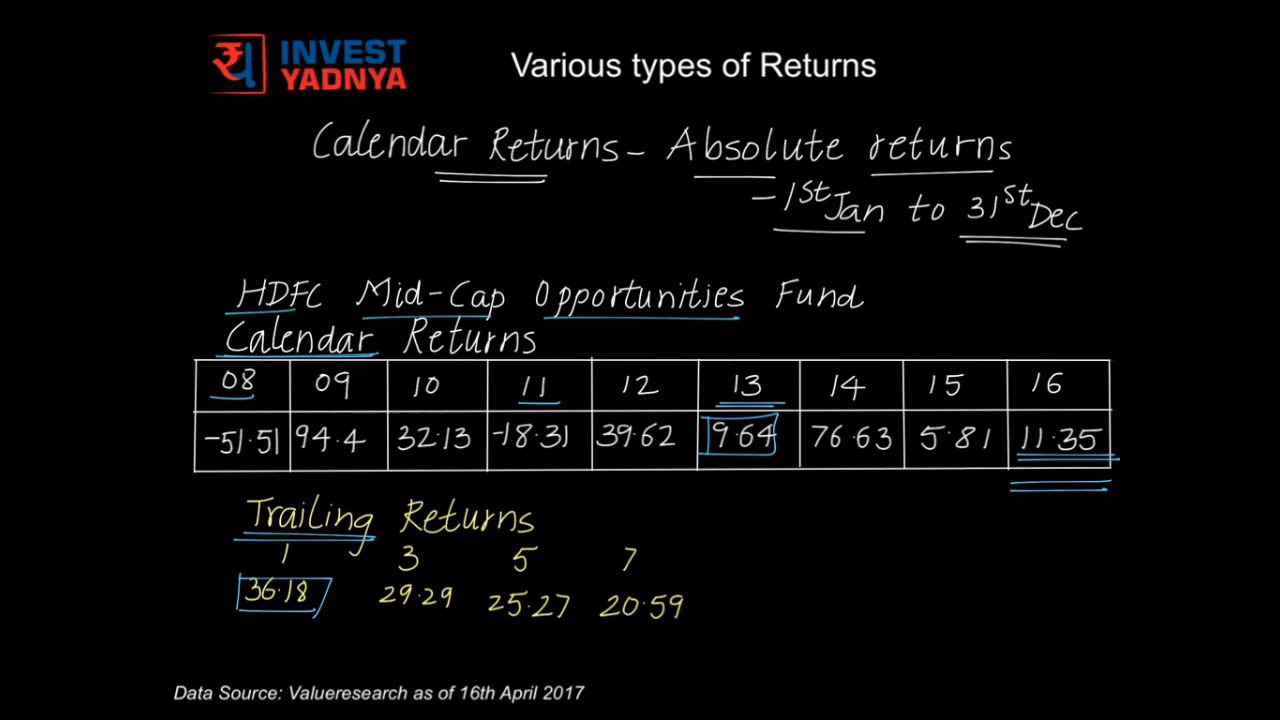 य
INVEST
YADNYA
Various types of Returns
Calendar Returns - Absolute returns
- 1st Jan to 31st Dec
HDFC Mid-Cap Opportunities Fund
Calendar Returns
08 09 10 11 12 13 14 15 16
-51.51 94.4 32.13 -18.31 39.62 9.64 76.63 5.81 11.35
Trailing Returns
1 3 5 7
36.18 29.29 25.27 20.59
Data Source: Valueresearch as of 16th April 2017